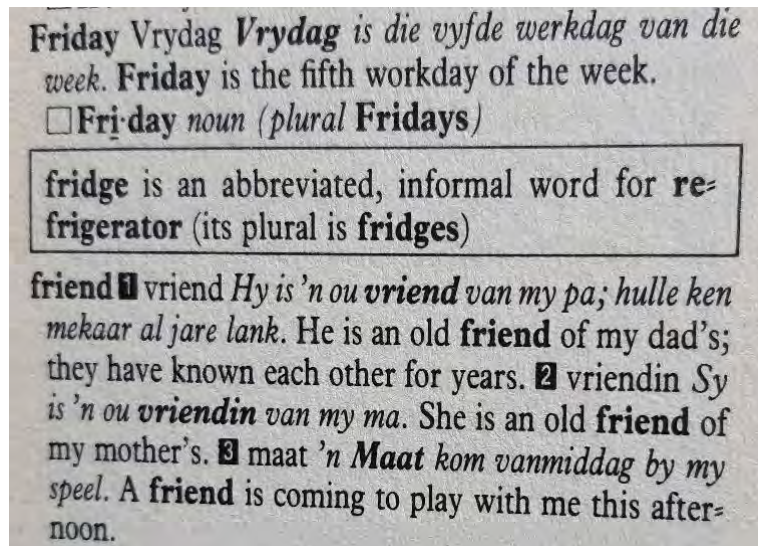 Friday Vrydag Vrydag is die vyfde werkdag van die
week. Friday is the fifth workday of the week.
□Fri·day noun (plural Fridays)
fridge is an abbreviated, informal word for re=
frigerator (its plural is fridges)
friend 1 vriend Hy is 'n ou vriend van my pa; hulle ken
mekaar al jare lank. He is an old friend of my dad's;
they have known each other for years. 2 vriendin Sy
is 'n ou vriendin van my ma. She is an old friend of
my mother's. 3 maat 'n Maat kom vanmiddag by my
speel. A friend is coming to play with me this after=
noon.